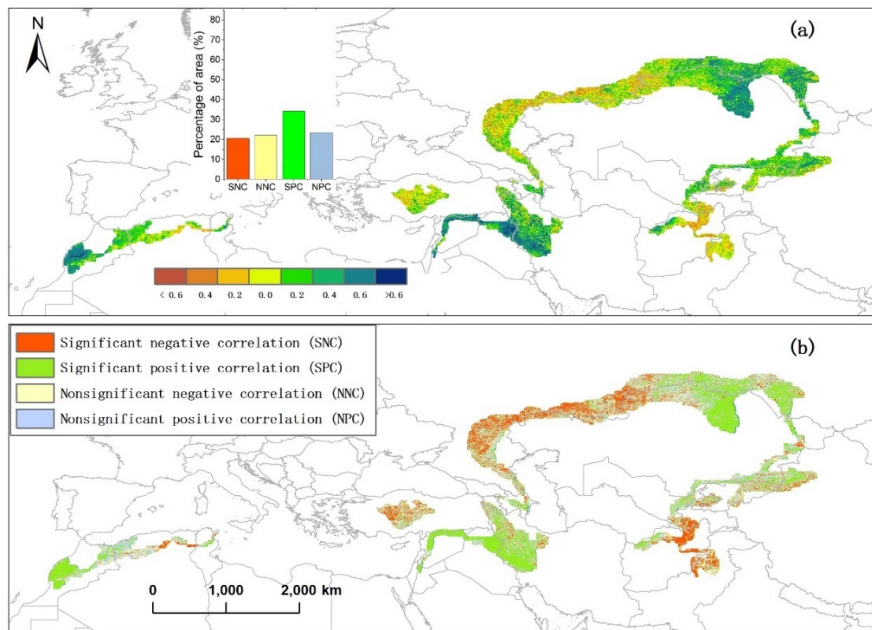 N
(a)
Percentage of area (%)
80
70
60
50
40
30
20
10
0
SNC NNC SPC NPC
< 0.6 0.4 0.2 0.0 0.2 0.4 0.6 >0.6
(b)
Significant negative correlation (SNC)
Significant positive correlation (SPC)
Nonsignificant negative correlation (NNC)
Nonsignificant positive correlation (NPC)
0 1,000 2,000 km